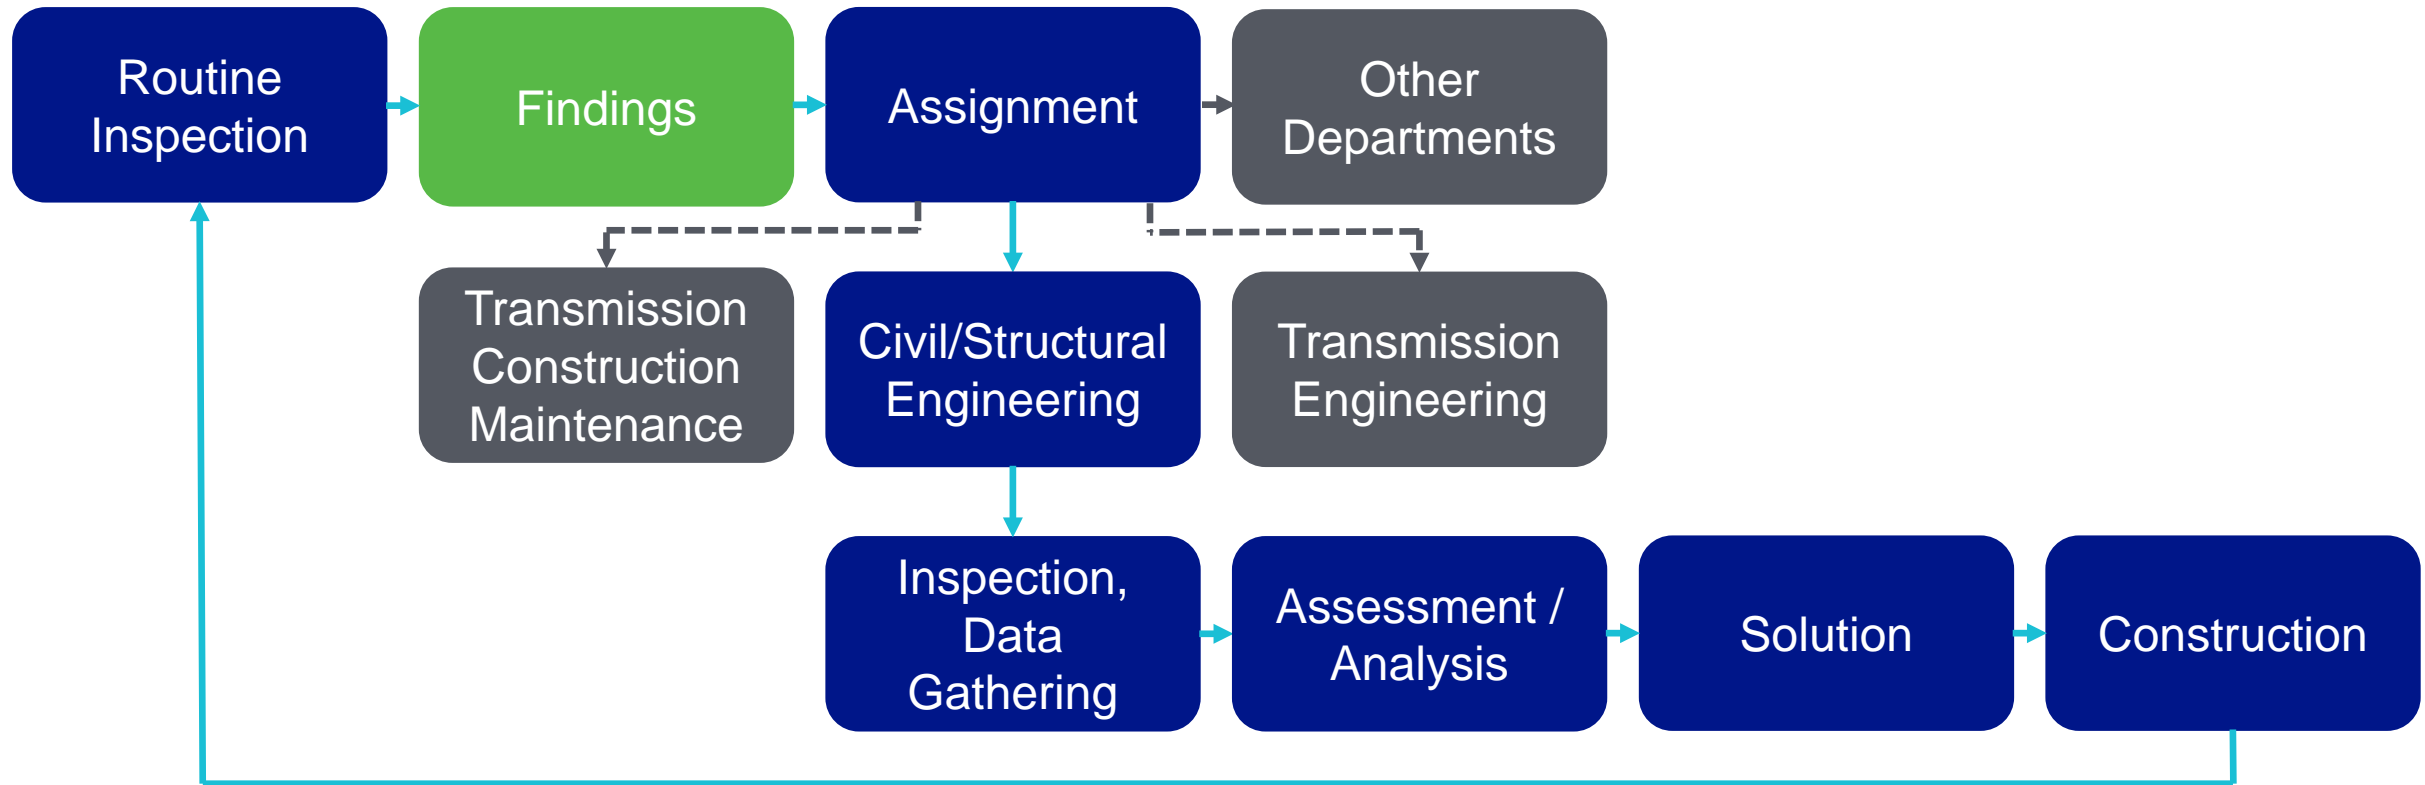 Routine
Inspection
Findings
Assignment
Other
Departments
Transmission
Construction
Maintenance
Civil/Structural
Engineering
Transmission
Engineering
Inspection,
Data
Gathering
Assessment /
Analysis
Solution
Construction